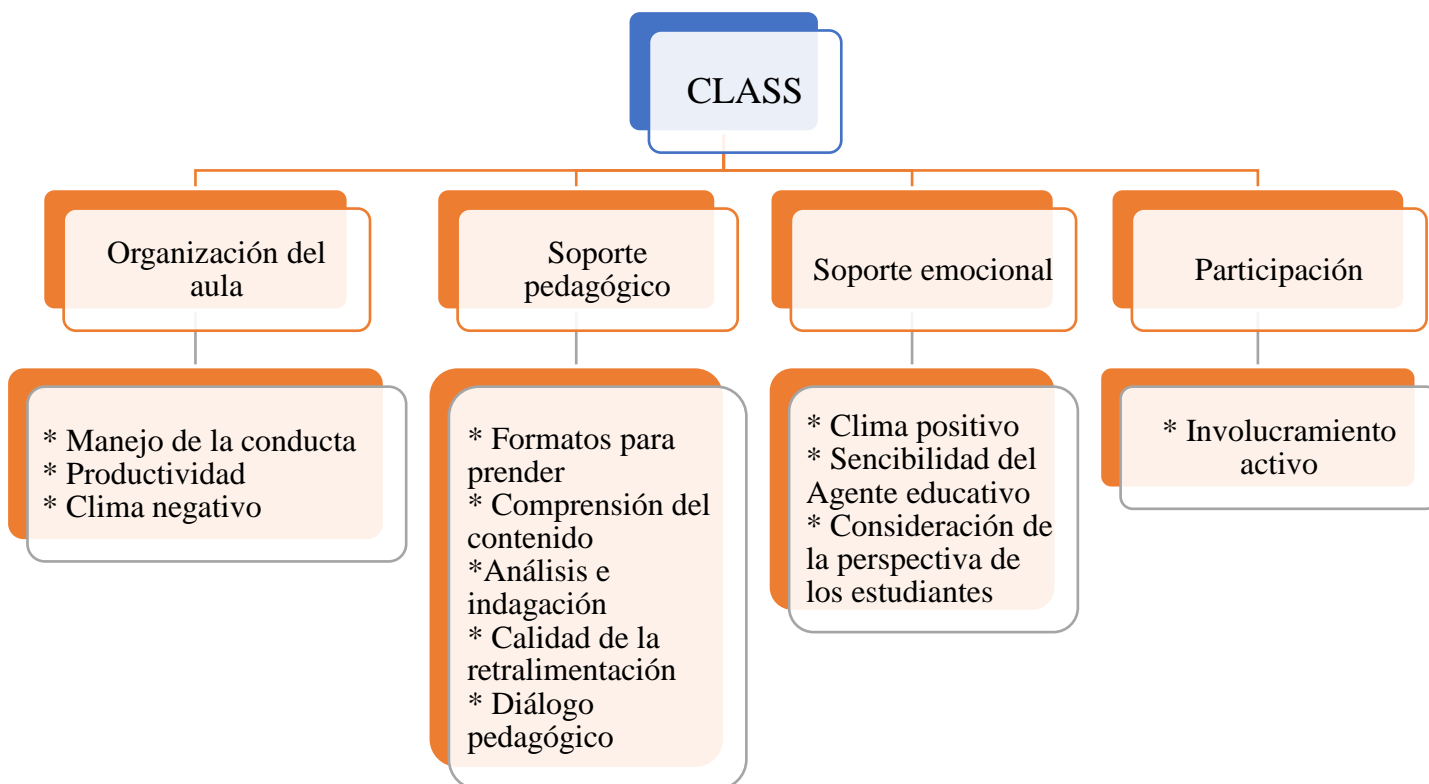 CLASS
Organización del
aula
Soporte
pedagógico
Soporte emocional
Participación
* Manejo de la conducta
* Productividad
* Clima negativo
* Formatos para
prender
* Comprensión del
contenido
*Análisis e
indagación
* Calidad de la
retralimentación
* Diálogo
pedagógico
* Clima positivo
* Sencibilidad del
Agente educativo
* Consideración de
la perspectiva de
los estudiantes
* Involucramiento
activo